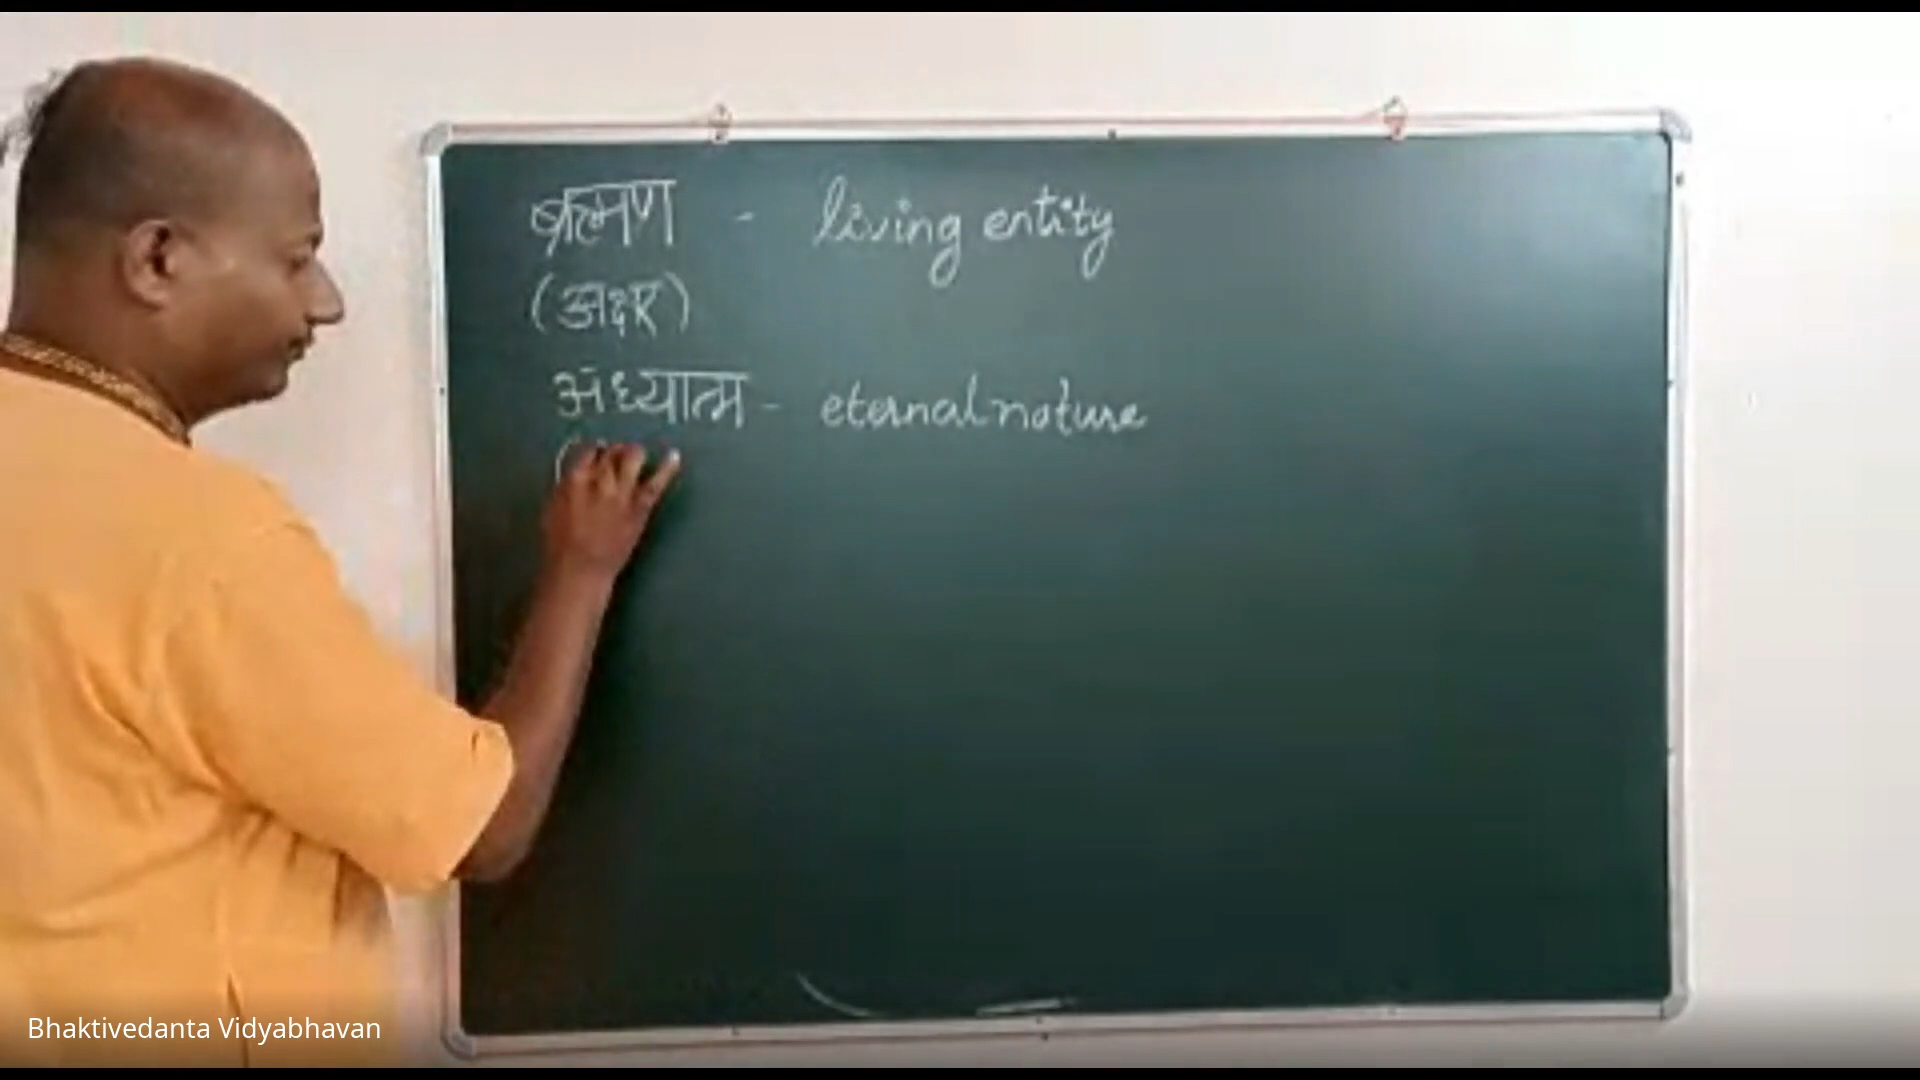 ब्रह्मण - living entity
(अक्षर)
अध्यात्म - eternal nature
(
Bhaktivedanta Vidyabhavan